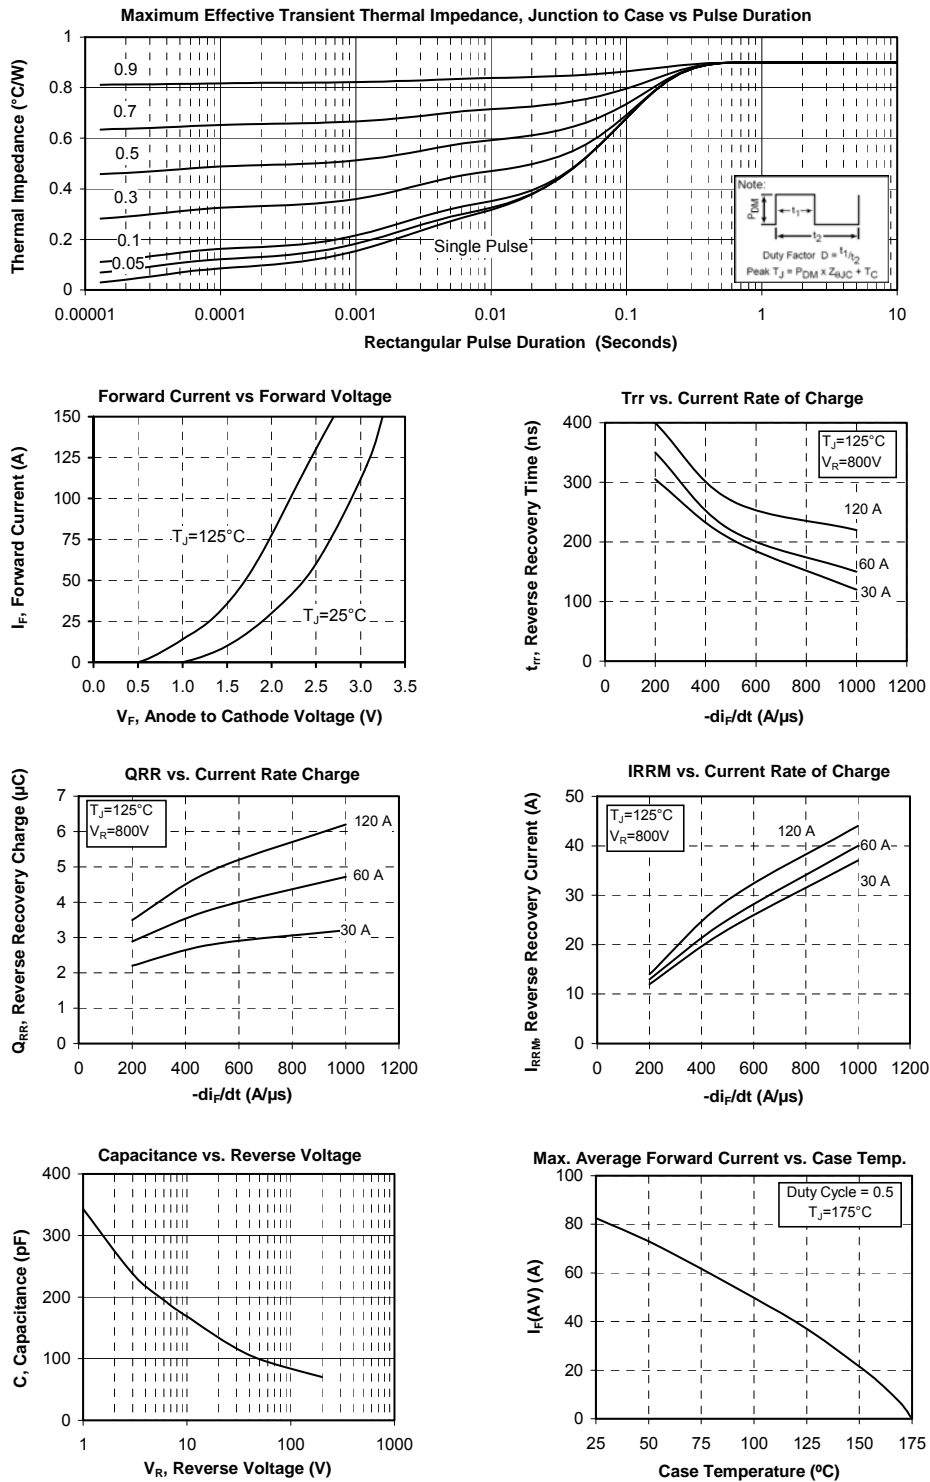 Maximum Effective Transient Thermal Impedance, Junction to Case vs Pulse Duration
Thermal Impedance (°C/W)
1
0.8
0.6
0.4
0.2
0
0.9
0.7
0.5
0.3
0.1
0.05
Single Pulse
Note:
PDM
t1
t2
Duty Factor D = t1/t2
Peak TJ = PDM x ZθJC + TC
0.00001 0.0001 0.001 0.01 0.1 1 10
Rectangular Pulse Duration (Seconds)
Forward Current vs Forward Voltage
IF, Forward Current (A)
150
125
100
75
50
25
0
TJ=125°C
TJ=25°C
0.0 0.5 1.0 1.5 2.0 2.5 3.0 3.5
VF, Anode to Cathode Voltage (V)
Trr vs. Current Rate of Charge
trr, Reverse Recovery Time (ns)
400
300
200
100
0
TJ=125°C
VR=800V
120 A
60 A
30 A
0 200 400 600 800 1000 1200
-diF/dt (A/µs)
QRR vs. Current Rate Charge
QRR, Reverse Recovery Charge (µC)
7
6
5
4
3
2
1
0
TJ=125°C
VR=800V
120 A
60 A
30 A
0 200 400 600 800 1000 1200
-diF/dt (A/µs)
IRRM vs. Current Rate of Charge
IRRM, Reverse Recovery Current (A)
50
40
30
20
10
0
TJ=125°C
VR=800V
120 A
60 A
30 A
0 200 400 600 800 1000 1200
-diF/dt (A/µs)
Capacitance vs. Reverse Voltage
C, Capacitance (pF)
400
300
200
100
0
1 10 100 1000
VR, Reverse Voltage (V)
Max. Average Forward Current vs. Case Temp.
IF(AV) (A)
100
80
60
40
20
0
Duty Cycle = 0.5
TJ=175°C
25 50 75 100 125 150 175
Case Temperature (ºC)